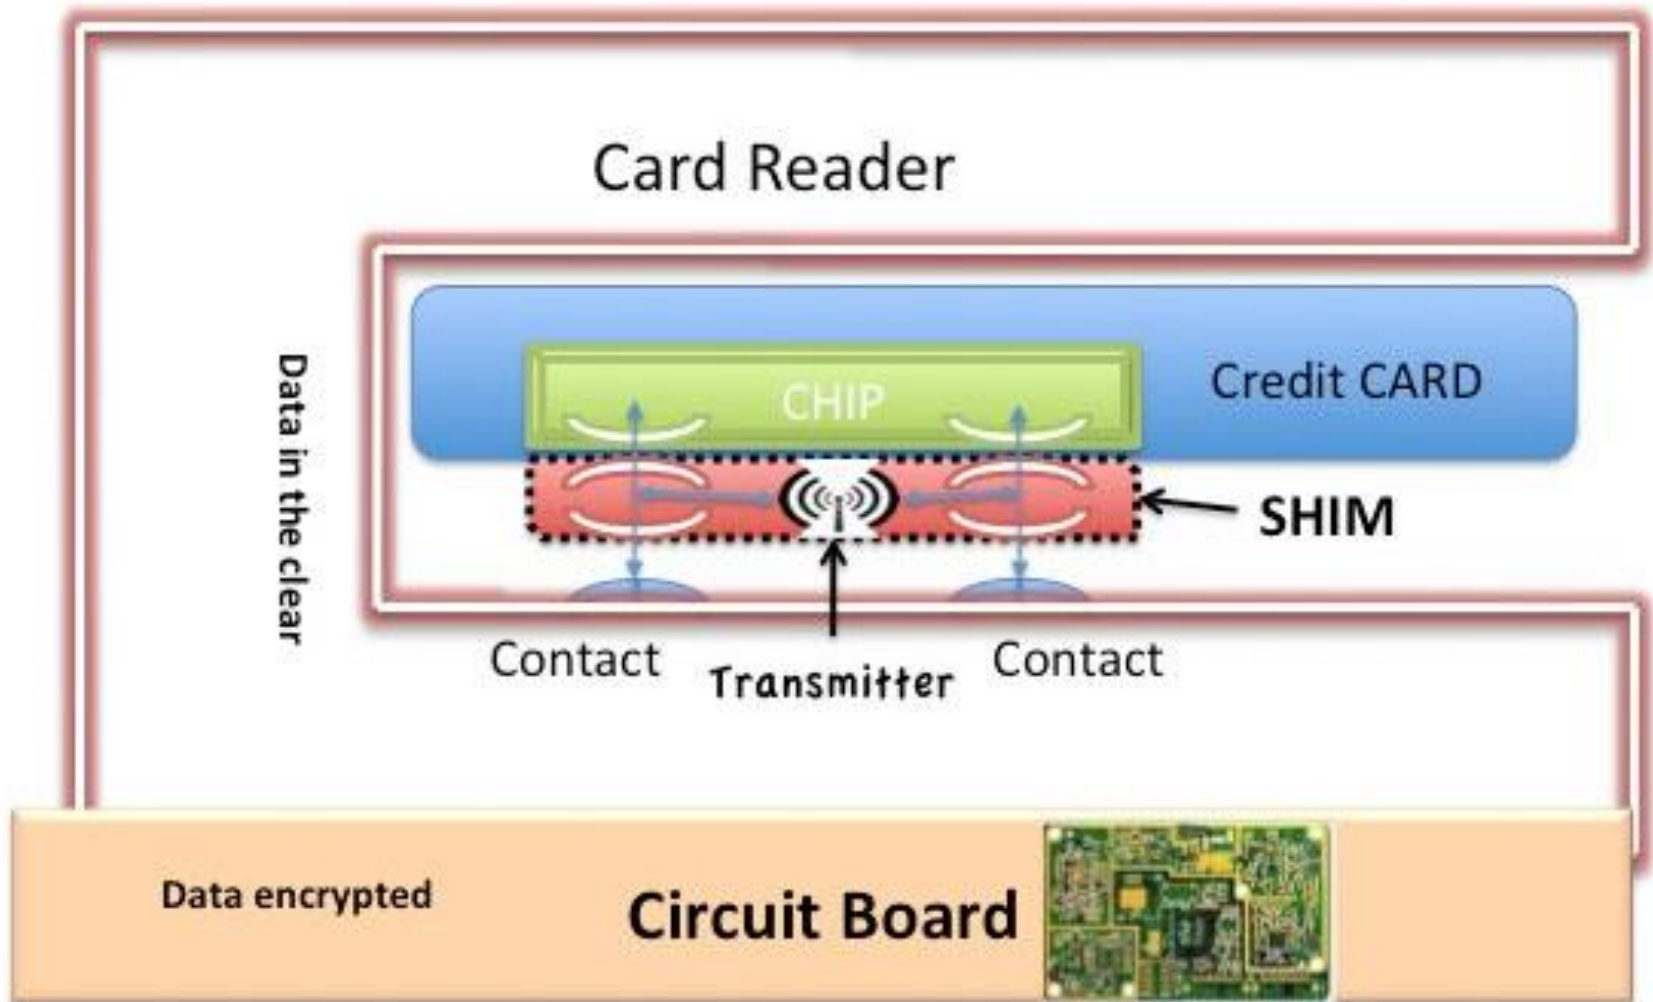 Card Reader
CHIP
Credit CARD
Data in the clear
SHIM
Contact
Transmitter
Contact
Data encrypted
Circuit Board